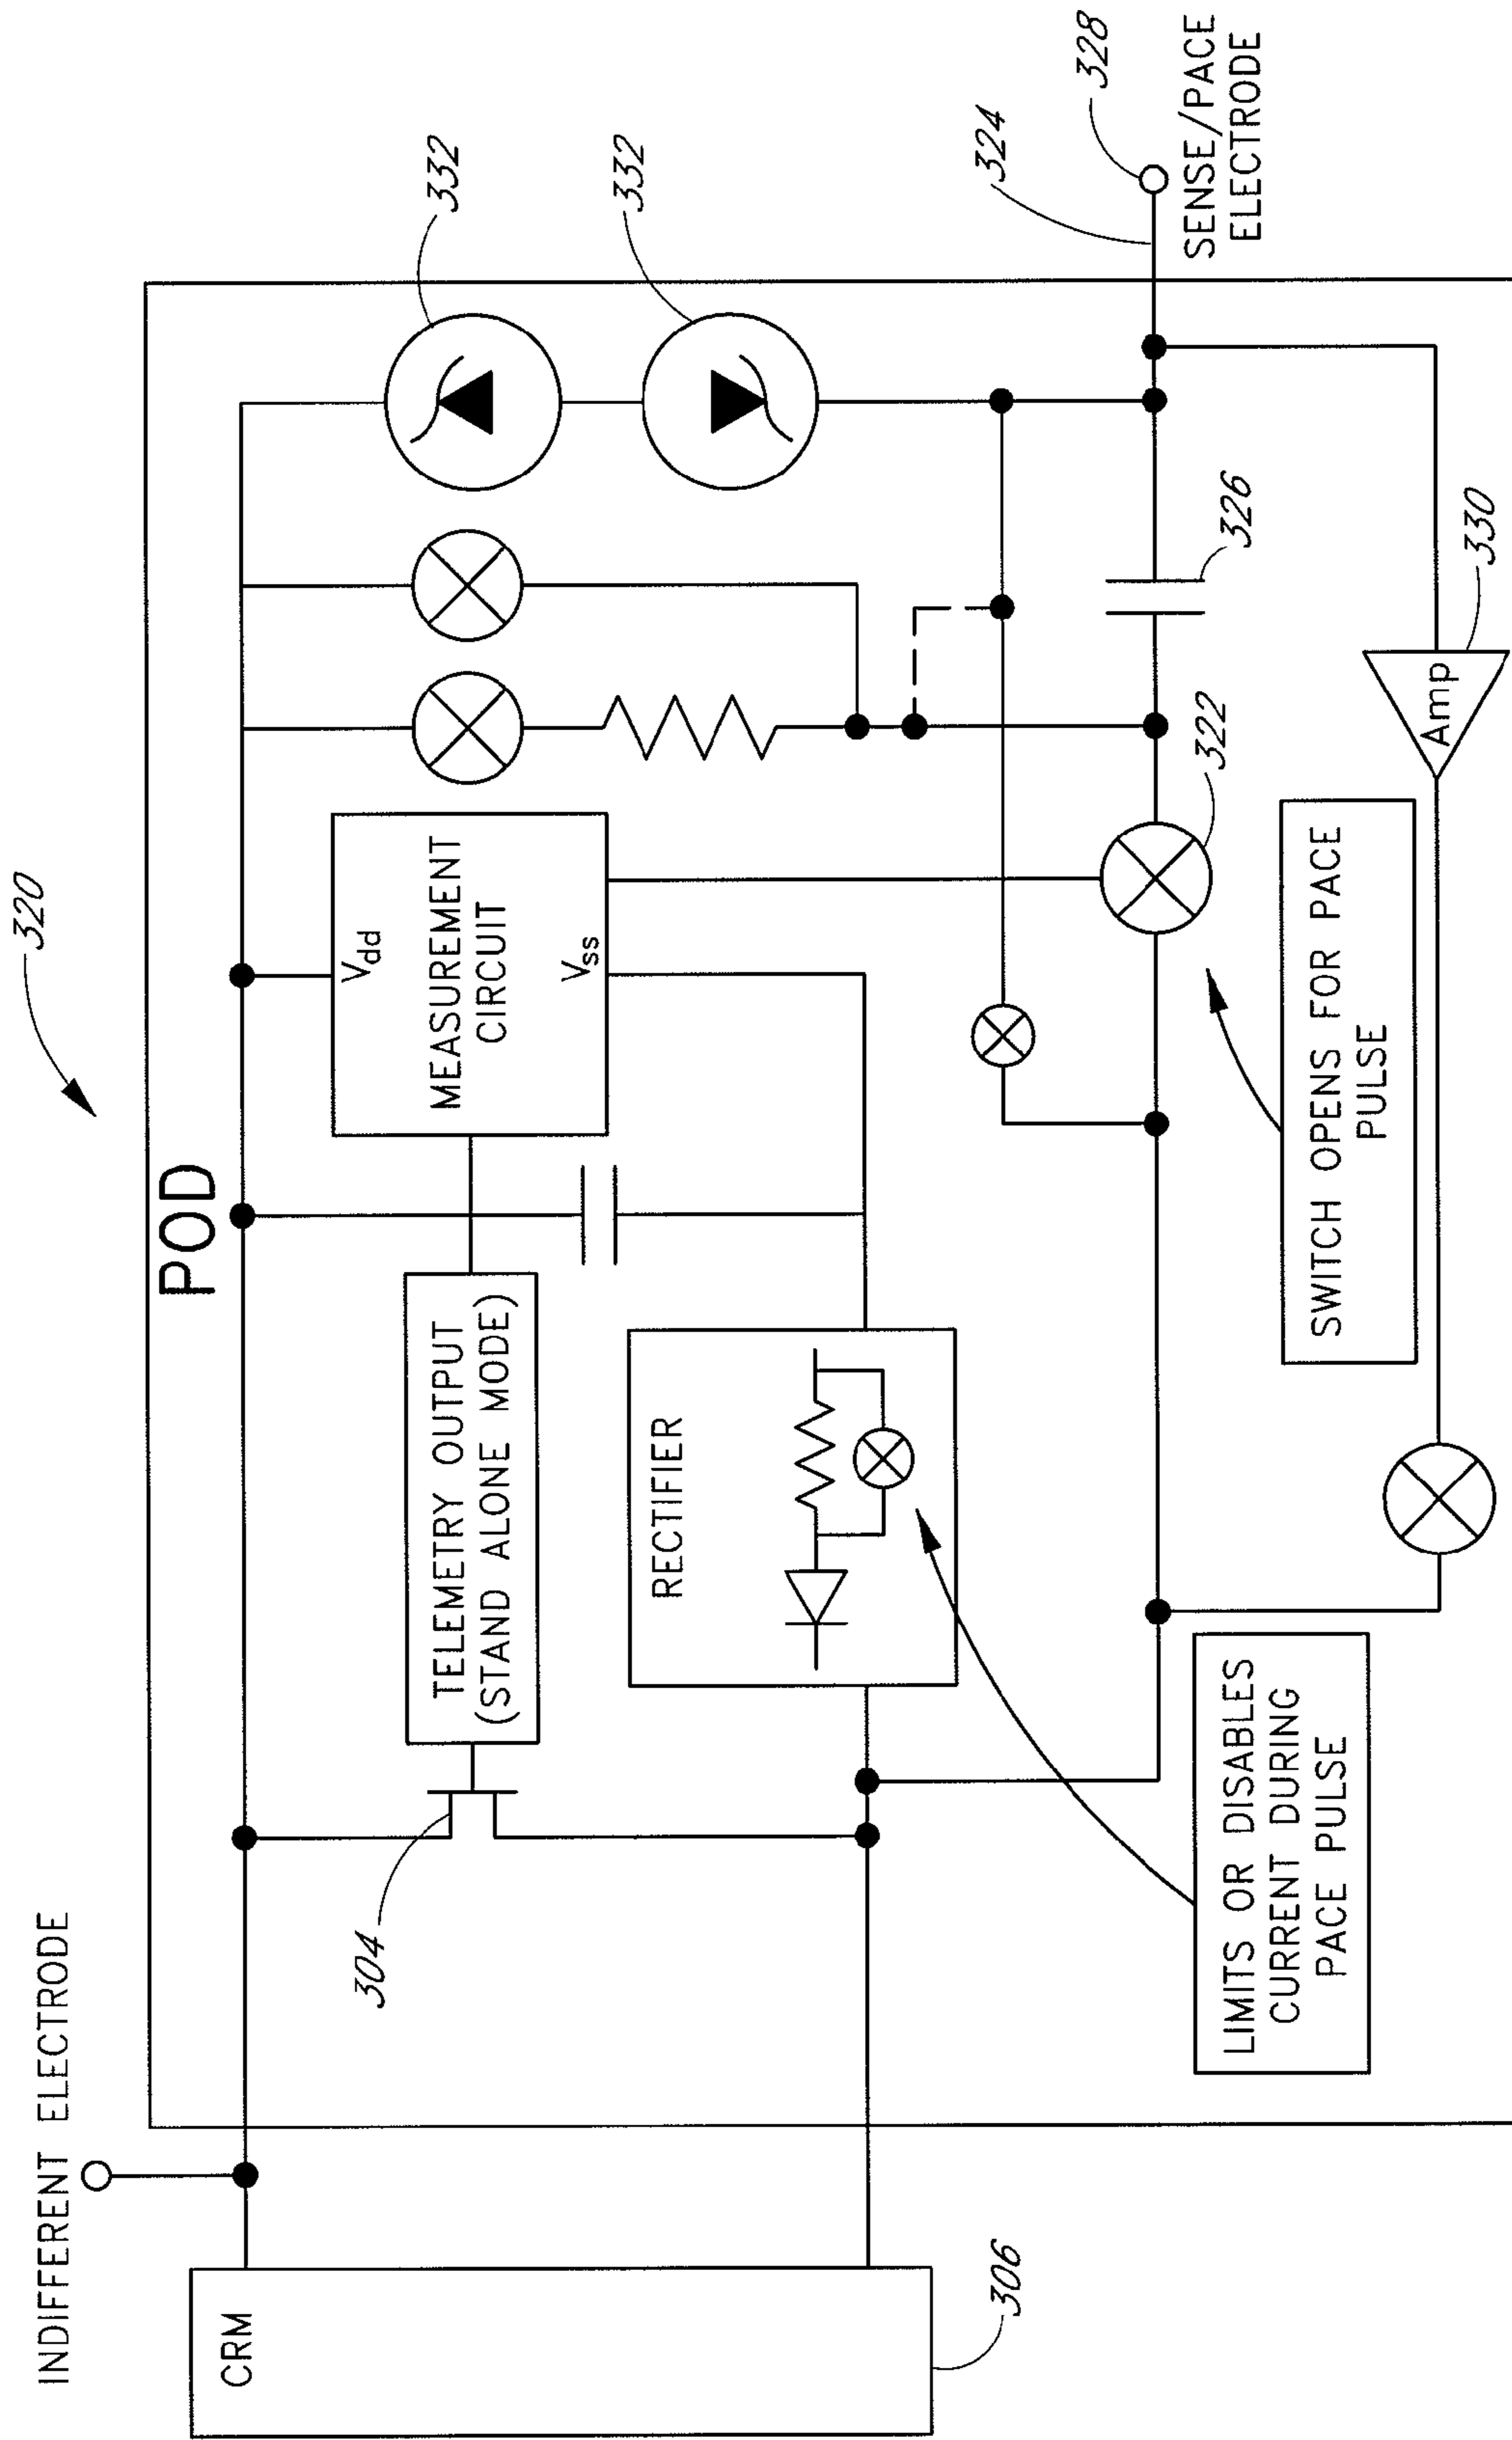 320
INDIFFERENT ELECTRODE
POD
CRM
306
304
TELEMETRY OUTPUT
(STAND ALONE MODE)
Vdd
MEASUREMENT
CIRCUIT
Vss
332
332
RECTIFIER
324
328
SENSE/PACE
ELECTRODE
326
322
LIMITS OR DISABLES
CURRENT DURING
PACE PULSE
SWITCH OPENS FOR PACE
PULSE
Amp
330